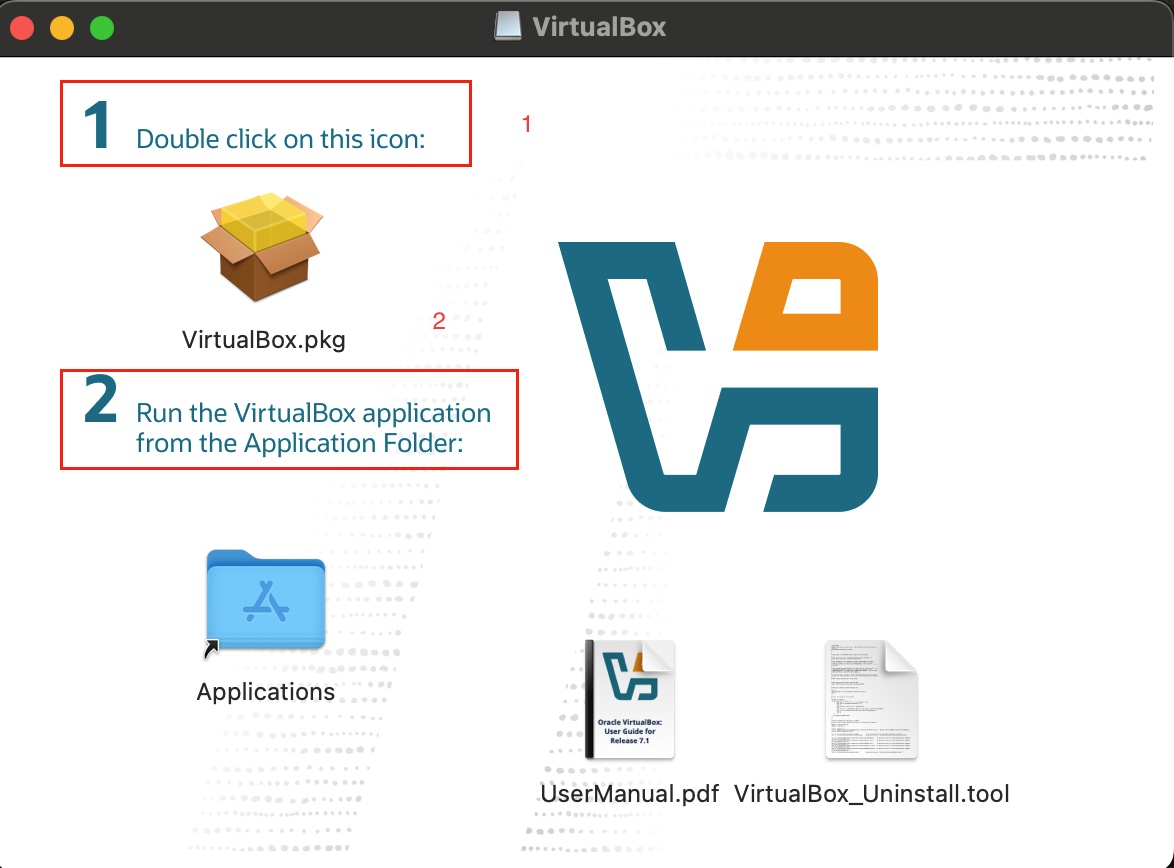 VirtualBox
1
Double click on this icon:
1
VirtualBox.pkg
2
2
Run the VirtualBox application
from the Application Folder:
Applications
Oracle VirtualBox:
User Guide for
Release 7.1
UserManual.pdf
VirtualBox_Uninstall.tool